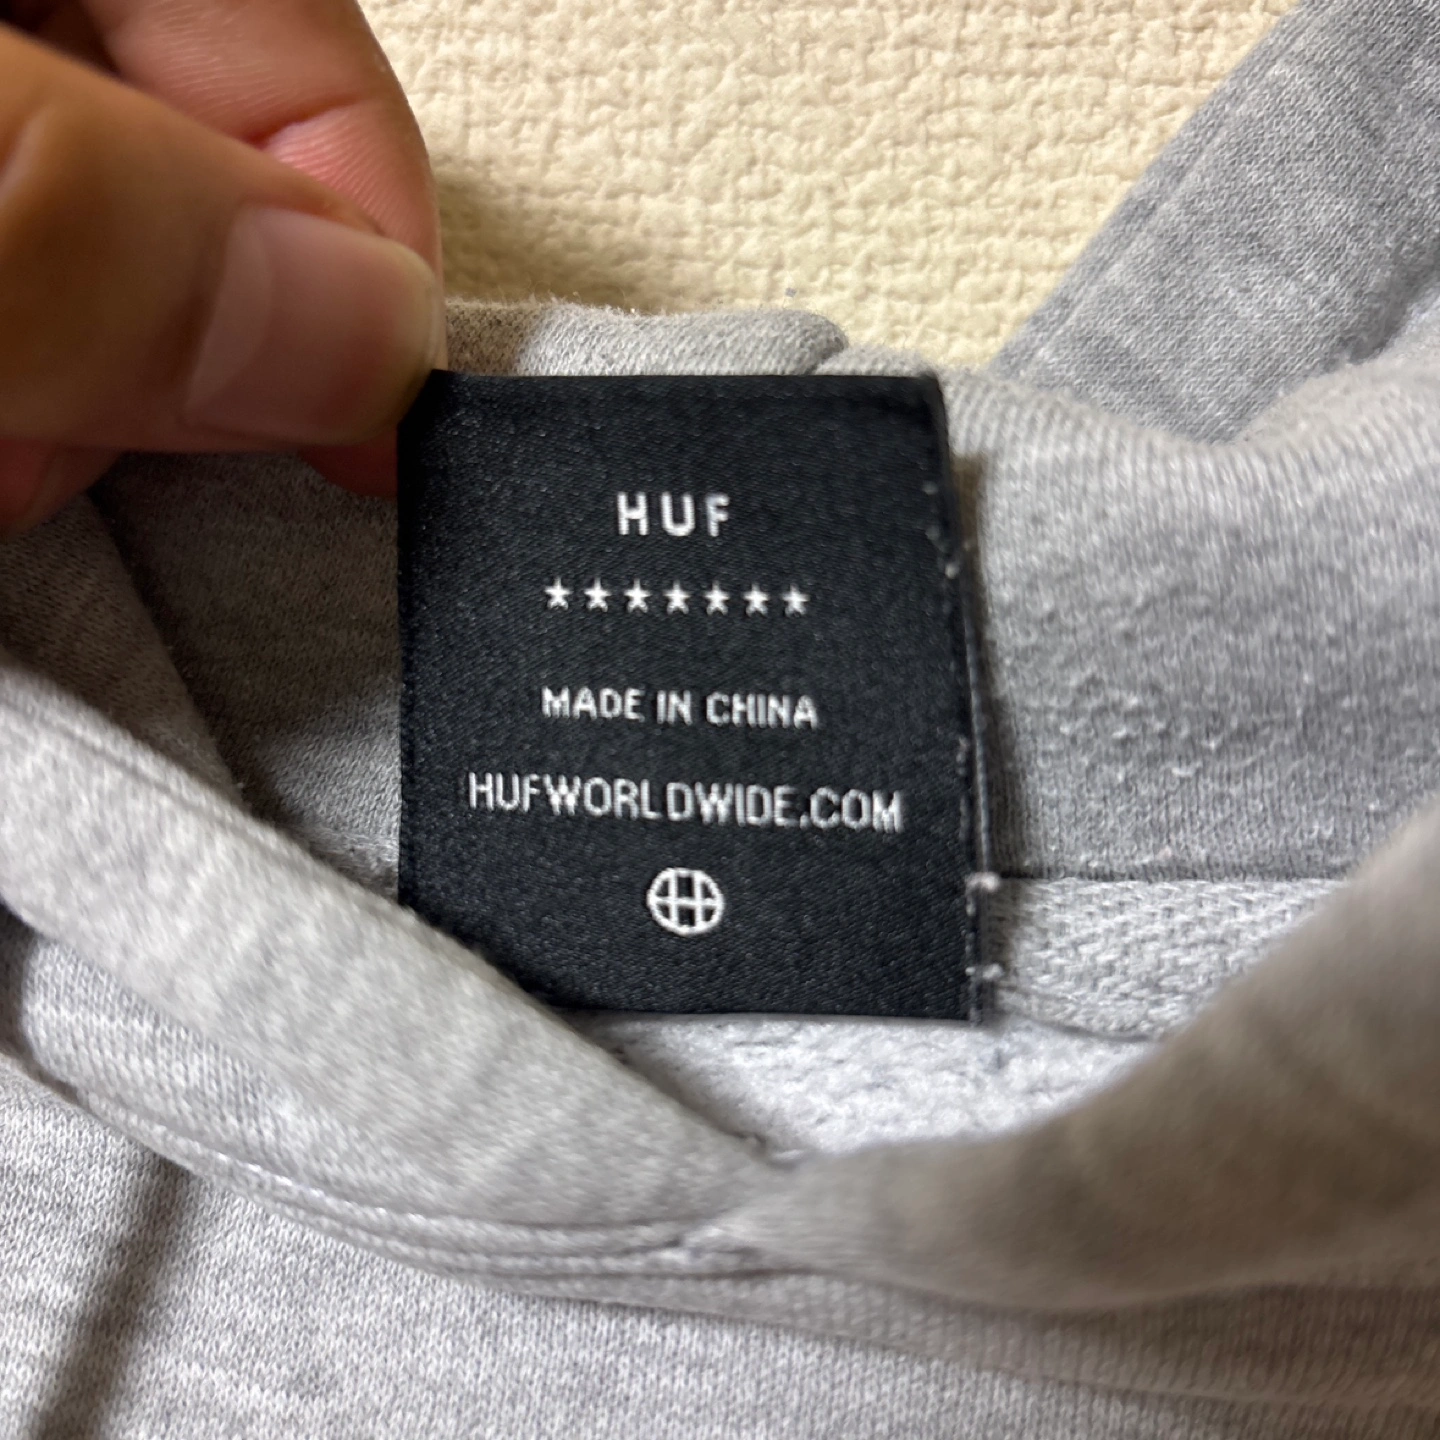 HUF
★★★★★★★
MADE IN CHINA
HUFWORLDWIDE.COM
H